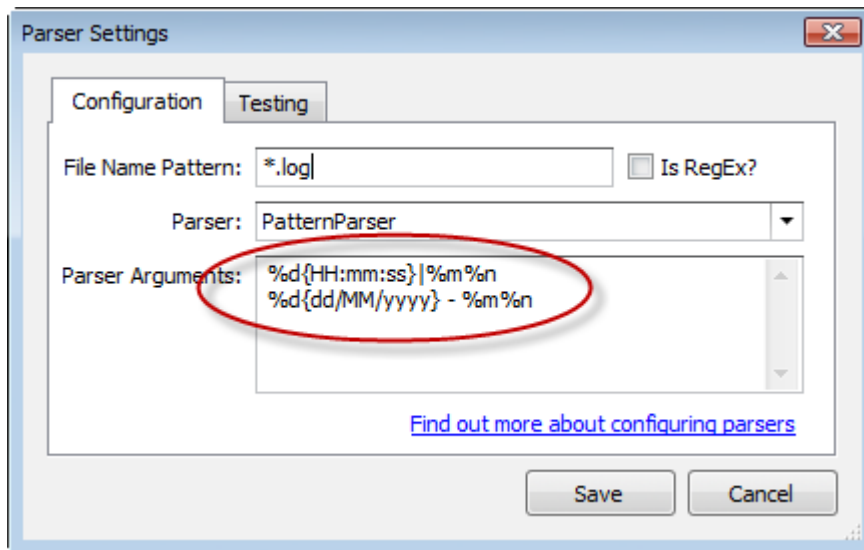 Parser Settings
Configuration
Testing
File Name Pattern: *.log
Is RegEx?
Parser: PatternParser
Parser Arguments: %d{HH:mm:ss}|%m%n
%d{dd/MM/yyyy} - %m%n
Find out more about configuring parsers
Save
Cancel